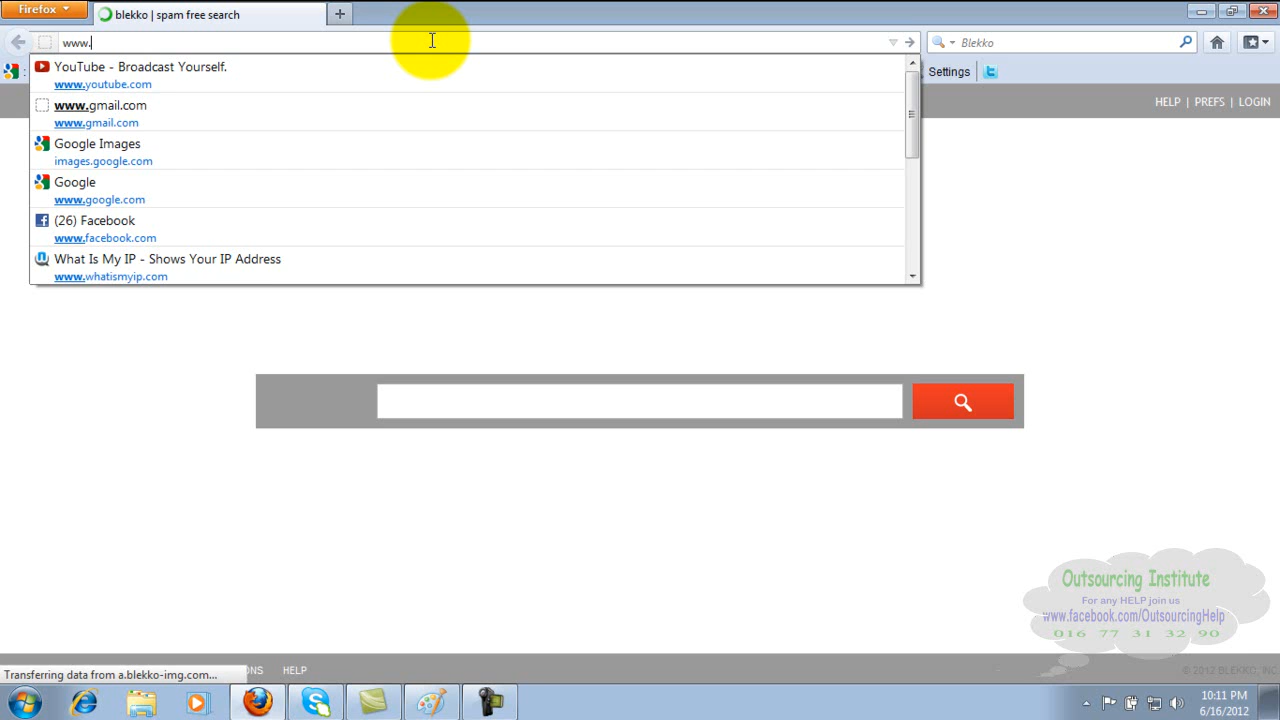 Firefox
blekko | spam free search
www.
Blekko
Settings
YouTube - Broadcast Yourself.
www.youtube.com
www.gmail.com
www.gmail.com
Google Images
images.google.com
Google
www.google.com
(26) Facebook
www.facebook.com
What Is My IP - Shows Your IP Address
www.whatismyip.com
HELP | PREFS | LOGIN
Outsourcing Institute
For any HELP join us
www.facebook.com/OutsourcingHelp
016 77 31 32 90
Transferring data from a.blekko-img.com...
HELP
© 2012 BLEKKO, INC
10:11 PM
6/16/2012